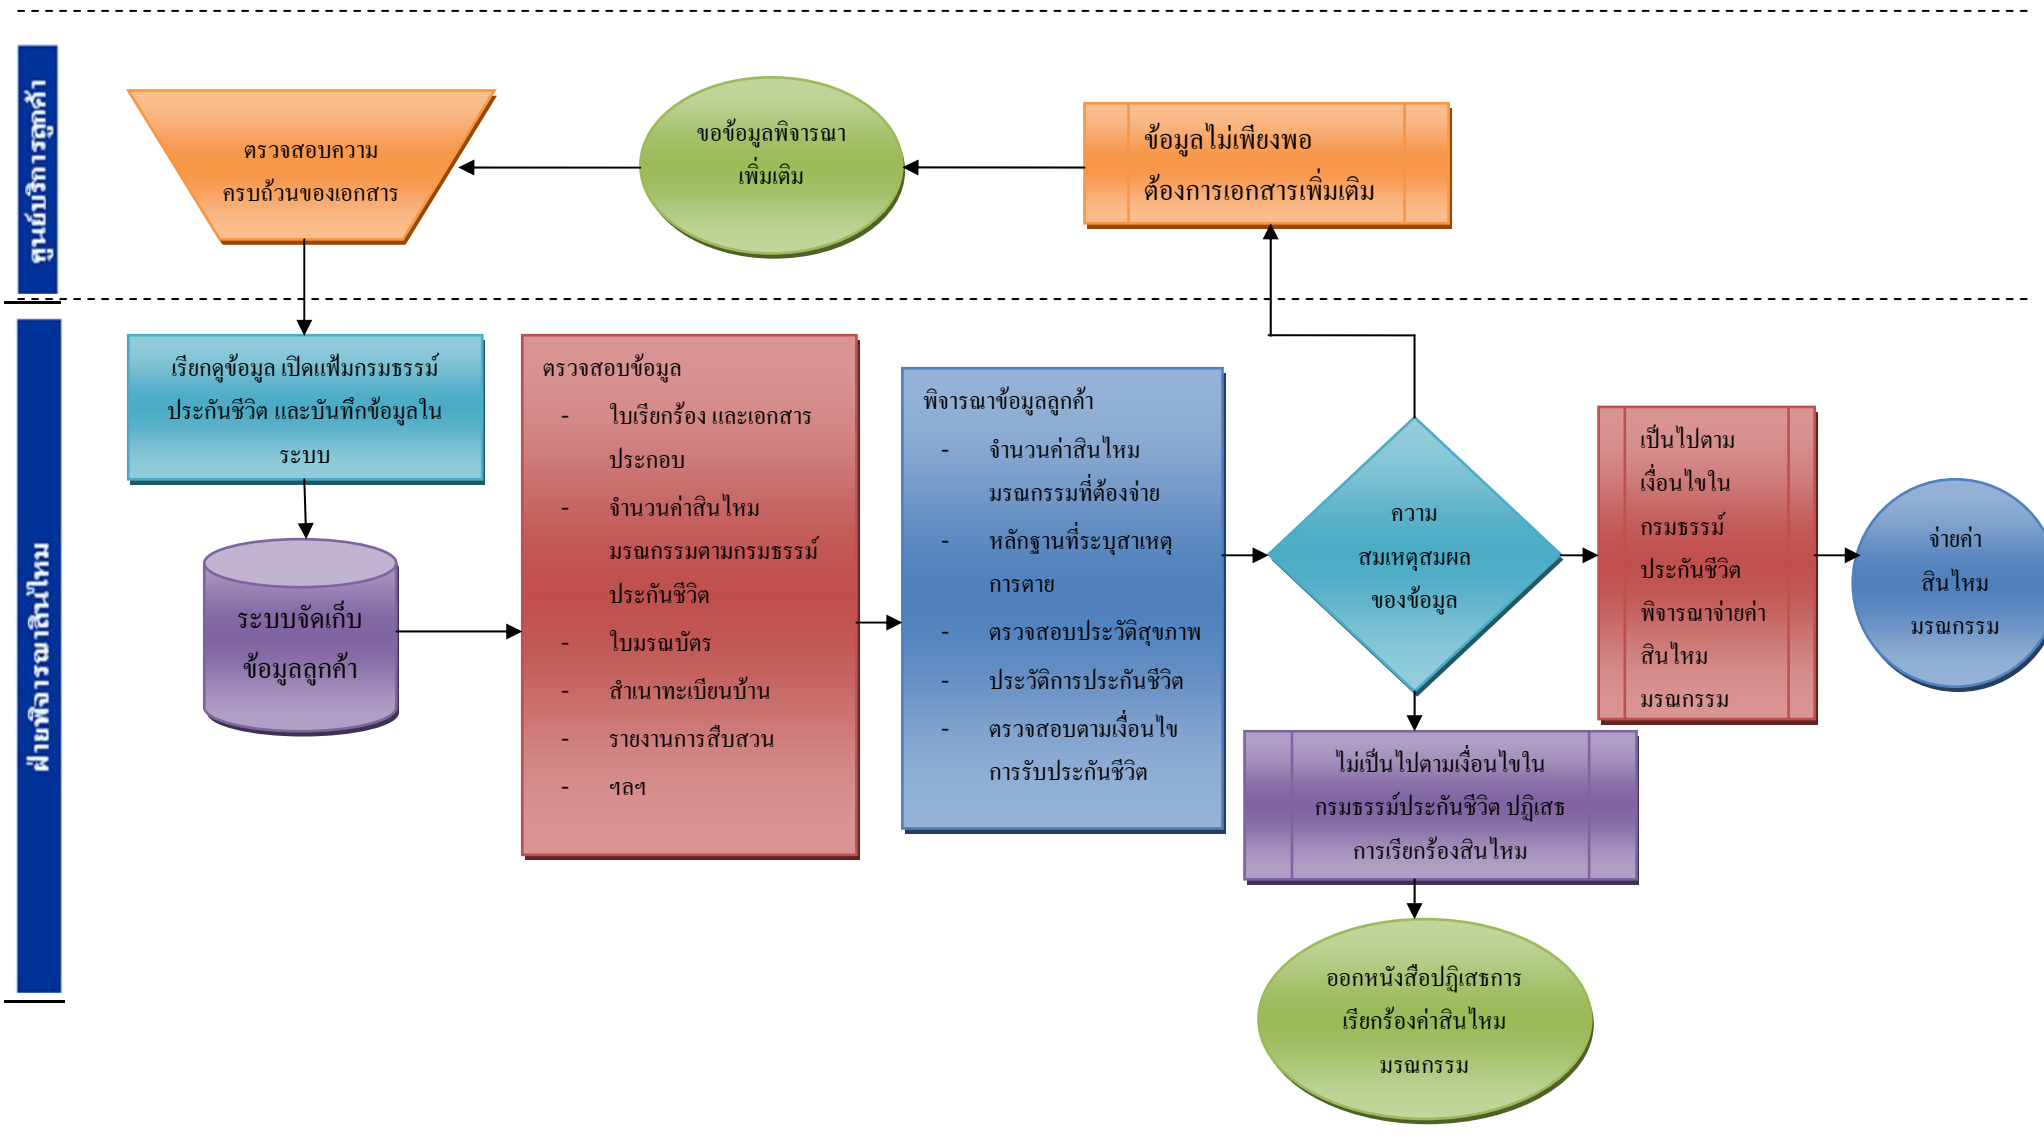 ศูนย์บริการลูกค้า
ตรวจสอบความ
ครบถ้วนของเอกสาร
ขอข้อมูลพิจารณา
เพิ่มเติม
ข้อมูลไม่เพียงพอ
ต้องการเอกสารเพิ่มเติม
ฝ่ายพิจารณาสินไหม
เรียกดูข้อมูล เปิดแฟ้มกรมธรรม์
ประกันชีวิต และบันทึกข้อมูลใน
ระบบ
ระบบจัดเก็บ
ข้อมูลลูกค้า
ตรวจสอบข้อมูล
- ใบเรียกร้อง และเอกสาร
ประกอบ
- จำนวนค่าสินไหม
มรณกรรมตามกรมธรรม์
ประกันชีวิต
- ใบมรณบัตร
- สำเนาทะเบียนบ้าน
- รายงานการสืบสวน
- ฯลฯ
พิจารณาข้อมูลลูกค้า
- จำนวนค่าสินไหม
มรณกรรมที่ต้องจ่าย
- หลักฐานที่ระบุสาเหตุ
การตาย
- ตรวจสอบประวัติสุขภาพ
- ประวัติการประกันชีวิต
- ตรวจสอบตามเงื่อนไข
การรับประกันชีวิต
ความ
สมเหตุสมผล
ของข้อมูล
เป็นไปตาม
เงื่อนไขใน
กรมธรรม์
ประกันชีวิต
พิจารณาจ่ายค่า
สินไหม
มรณกรรม
จ่ายค่า
สินไหม
มรณกรรม
ไม่เป็นไปตามเงื่อนไขใน
กรมธรรม์ประกันชีวิต ปฏิเสธ
การเรียกร้องสินไหม
ออกหนังสือปฏิเสธการ
เรียกร้องค่าสินไหม
มรณกรรม